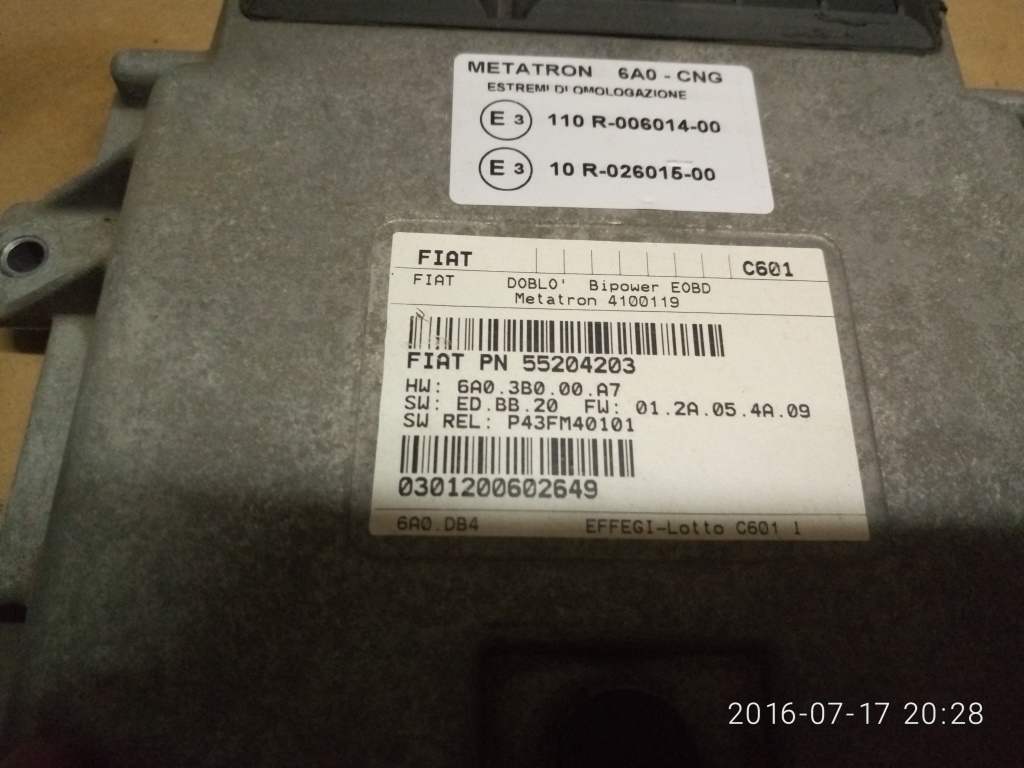 METATRON 6A0 - CNG
ESTREMI DI OMOLOGAZIONE
E 3 110 R-006014-00
E 3 10 R-026015-00
FIAT C601
FIAT DOBLO' Bipower EOBD
Metatron 4100119
FIAT PN 55204203
HW: 6A0.3B0.00.A7
SW: ED.BB.20 FW: 01.2A.05.4A.09
SW REL: P43FM40101
0301200602649
6A0.DB4 EFFEGI-Lotto C601 1
2016-07-17 20:28